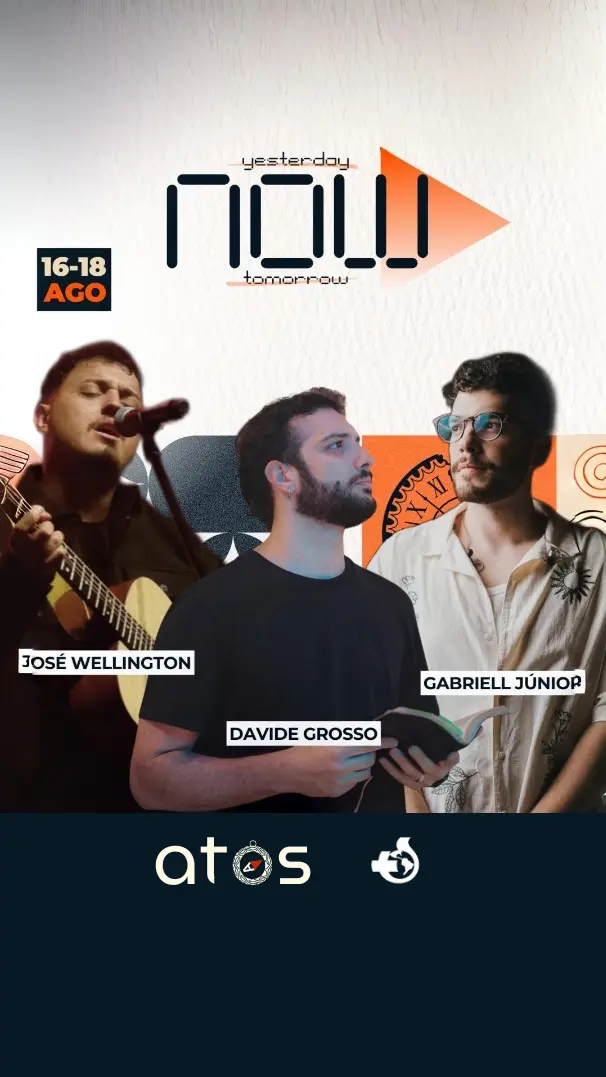 yesterday
now
tomorrow
16-18
AGO
JOSÉ WELLINGTON
GABRIELL JÚNIOR
DAVIDE GROSSO
atos